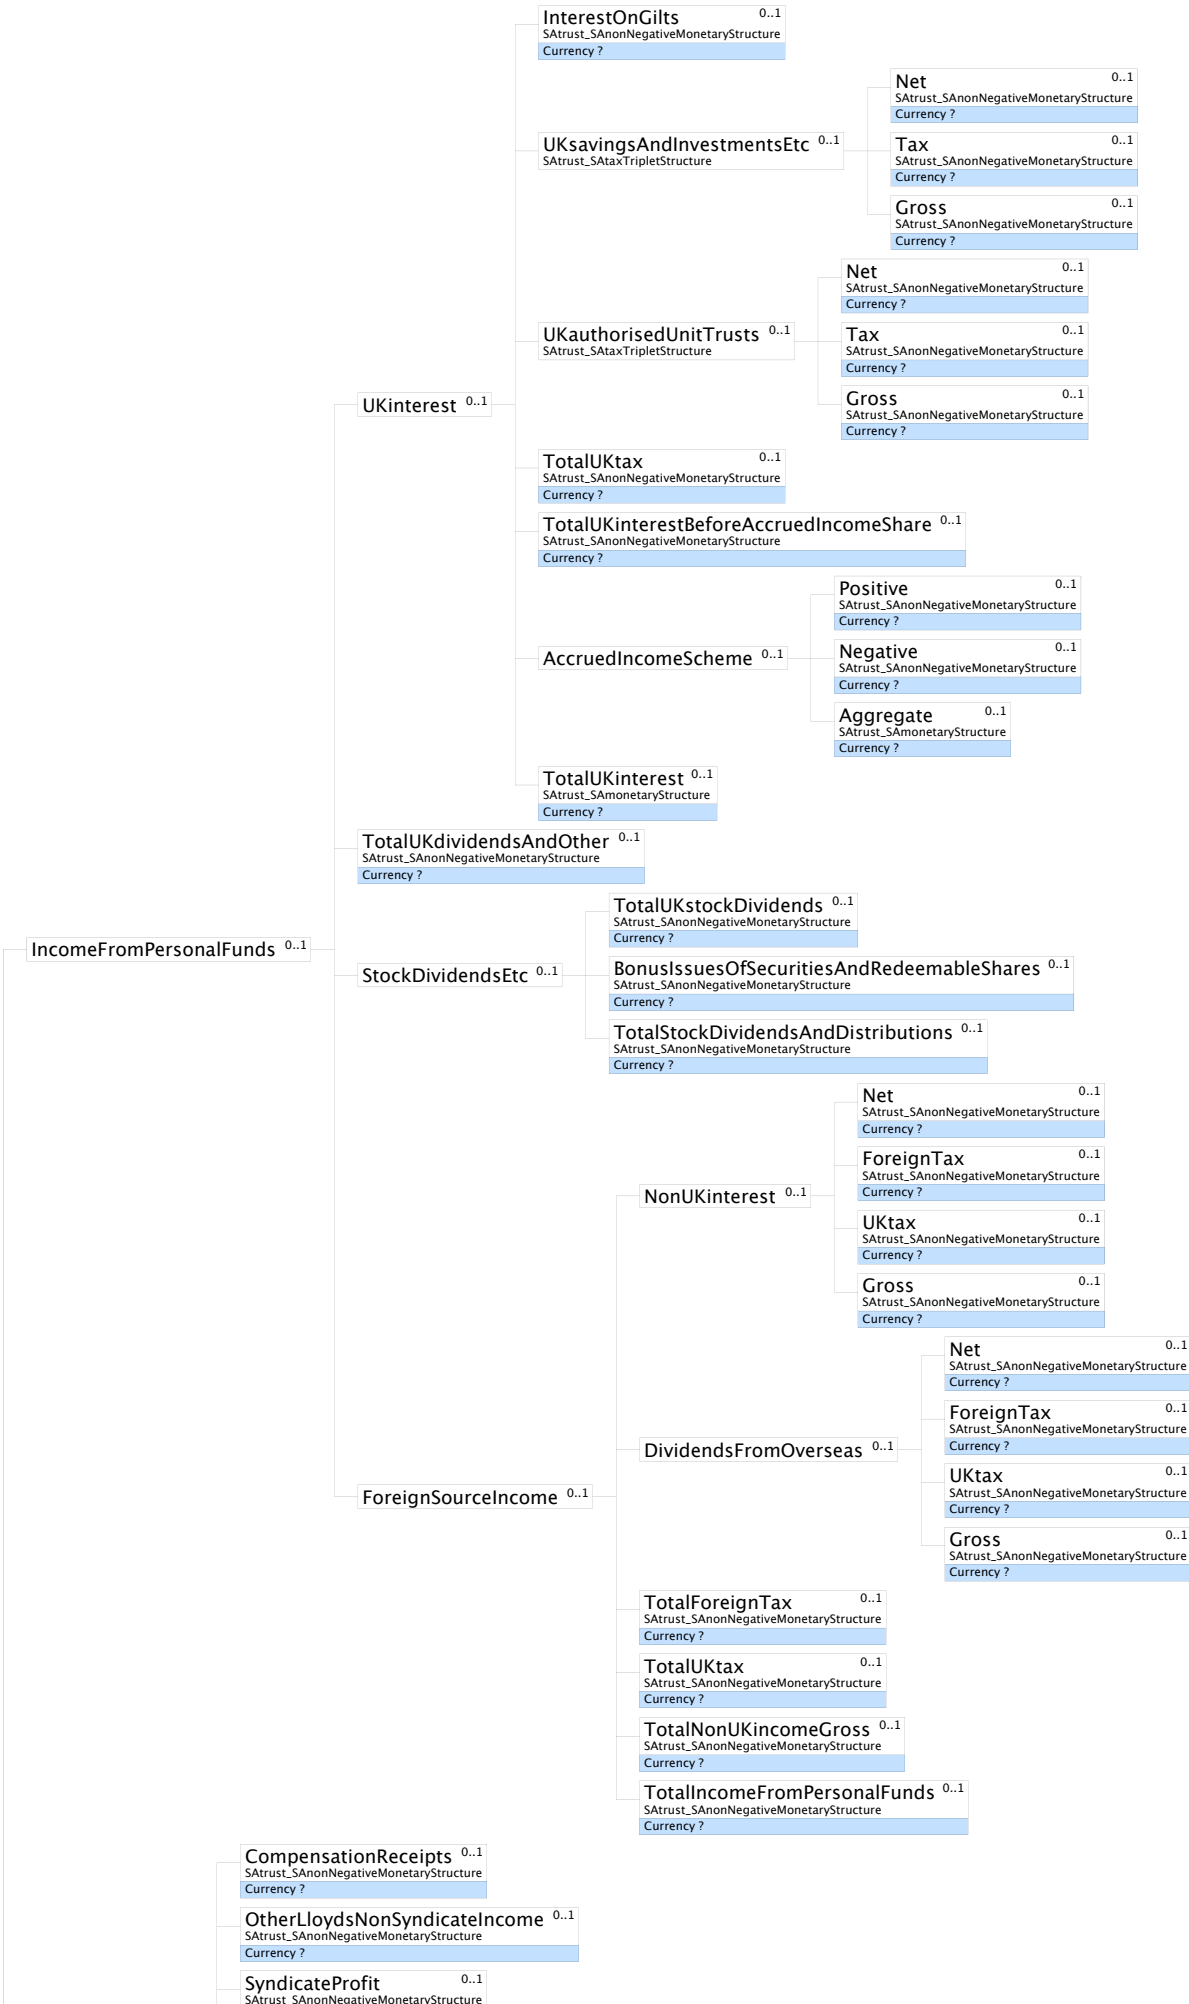 InterestOnGilts 0..1
SAtrust_SAnonNegativeMonetaryStructure
Currency ?
Net 0..1
SAtrust_SAnonNegativeMonetaryStructure
Currency ?
UKsavingsAndInvestmentsEtc 0..1
SAtrust_SAtaxTripletStructure
Tax 0..1
SAtrust_SAnonNegativeMonetaryStructure
Currency ?
Gross 0..1
SAtrust_SAnonNegativeMonetaryStructure
Currency ?
Net 0..1
SAtrust_SAnonNegativeMonetaryStructure
Currency ?
UKauthorisedUnitTrusts 0..1
SAtrust_SAtaxTripletStructure
Tax 0..1
SAtrust_SAnonNegativeMonetaryStructure
Currency ?
Gross 0..1
SAtrust_SAnonNegativeMonetaryStructure
Currency ?
UKinterest 0..1
TotalUKtax 0..1
SAtrust_SAnonNegativeMonetaryStructure
Currency ?
TotalUKinterestBeforeAccruedIncomeShare 0..1
SAtrust_SAnonNegativeMonetaryStructure
Currency ?
Positive 0..1
SAtrust_SAnonNegativeMonetaryStructure
Currency ?
AccruedIncomeScheme 0..1
Negative 0..1
SAtrust_SAnonNegativeMonetaryStructure
Currency ?
Aggregate 0..1
SAtrust_SAmonetaryStructure
Currency ?
TotalUKinterest 0..1
SAtrust_SAmonetaryStructure
Currency ?
TotalUKdividendsAndOther 0..1
SAtrust_SAnonNegativeMonetaryStructure
Currency ?
IncomeFromPersonalFunds 0..1
TotalUKstockDividends 0..1
SAtrust_SAnonNegativeMonetaryStructure
Currency ?
StockDividendsEtc 0..1
BonusIssuesOfSecuritiesAndRedeemableShares 0..1
SAtrust_SAnonNegativeMonetaryStructure
Currency ?
TotalStockDividendsAndDistributions 0..1
SAtrust_SAnonNegativeMonetaryStructure
Currency ?
Net 0..1
SAtrust_SAnonNegativeMonetaryStructure
Currency ?
ForeignTax 0..1
SAtrust_SAnonNegativeMonetaryStructure
Currency ?
NonUKinterest 0..1
UKtax 0..1
SAtrust_SAnonNegativeMonetaryStructure
Currency ?
Gross 0..1
SAtrust_SAnonNegativeMonetaryStructure
Currency ?
Net 0..1
SAtrust_SAnonNegativeMonetaryStructure
Currency ?
ForeignTax 0..1
SAtrust_SAnonNegativeMonetaryStructure
Currency ?
DividendsFromOverseas 0..1
UKtax 0..1
SAtrust_SAnonNegativeMonetaryStructure
Currency ?
Gross 0..1
SAtrust_SAnonNegativeMonetaryStructure
Currency ?
ForeignSourceIncome 0..1
TotalForeignTax 0..1
SAtrust_SAnonNegativeMonetaryStructure
Currency ?
TotalUKtax 0..1
SAtrust_SAnonNegativeMonetaryStructure
Currency ?
TotalNonUKincomeGross 0..1
SAtrust_SAnonNegativeMonetaryStructure
Currency ?
TotalIncomeFromPersonalFunds 0..1
SAtrust_SAnonNegativeMonetaryStructure
Currency ?
CompensationReceipts 0..1
SAtrust_SAnonNegativeMonetaryStructure
Currency ?
OtherLloydsNonSyndicateIncome 0..1
SAtrust_SAnonNegativeMonetaryStructure
Currency ?
SyndicateProfit 0..1
SAtrust_SAnonNegativeMonetaryStructure